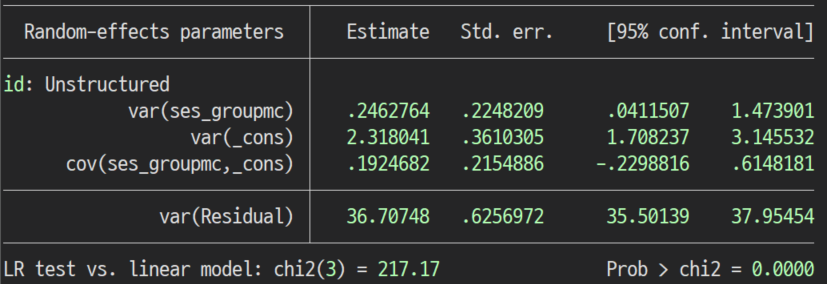 Random-effects parameters Estimate Std. err. [95% conf. interval]
id: Unstructured
var(ses_groupmc) .2462764 .2248209 .0411507 1.473901
var(_cons) 2.318041 .3610305 1.708237 3.145532
cov(ses_groupmc,_cons) .1924682 .2154886 -.2298816 .6148181
var(Residual) 36.70748 .6256972 35.50139 37.95454
LR test vs. linear model: chi2(3) = 217.17 Prob > chi2 = 0.0000